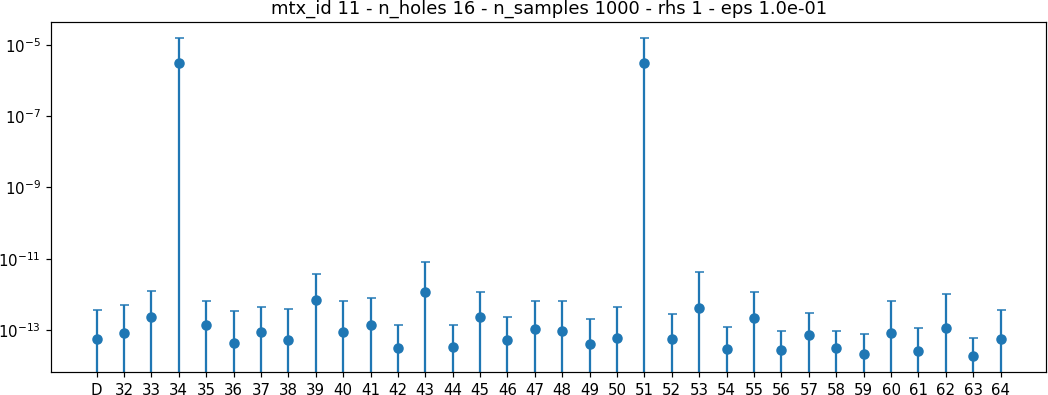 mtx_id 11 - n_holes 16 - n_samples 1000 - rhs 1 - eps 1.0e-01
10⁻⁵
10⁻⁷
10⁻⁹
10⁻¹¹
10⁻¹³
D 32 33 34 35 36 37 38 39 40 41 42 43 44 45 46 47 48 49 50 51 52 53 54 55 56 57 58 59 60 61 62 63 64